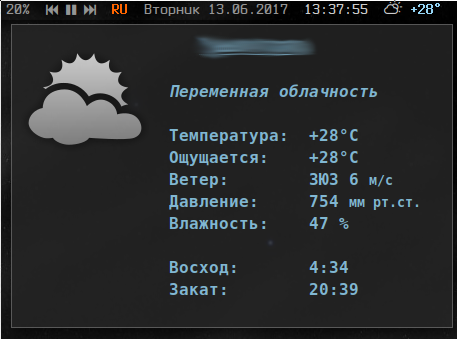 20% RU Вторник 13.06.2017 13:37:55 +28°
Переменная облачность
Температура: +28°C
Ощущается: +28°C
Ветер: ЗЮЗ 6 м/с
Давление: 754 мм рт.ст.
Влажность: 47 %
Восход: 4:34
Закат: 20:39